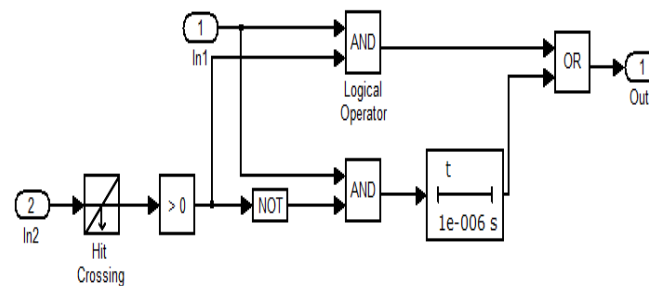 1
In1
AND
Logical
Operator
OR
1
Out
2
In2
Hit
Crossing
> 0
NOT
AND
t
1e-006 s